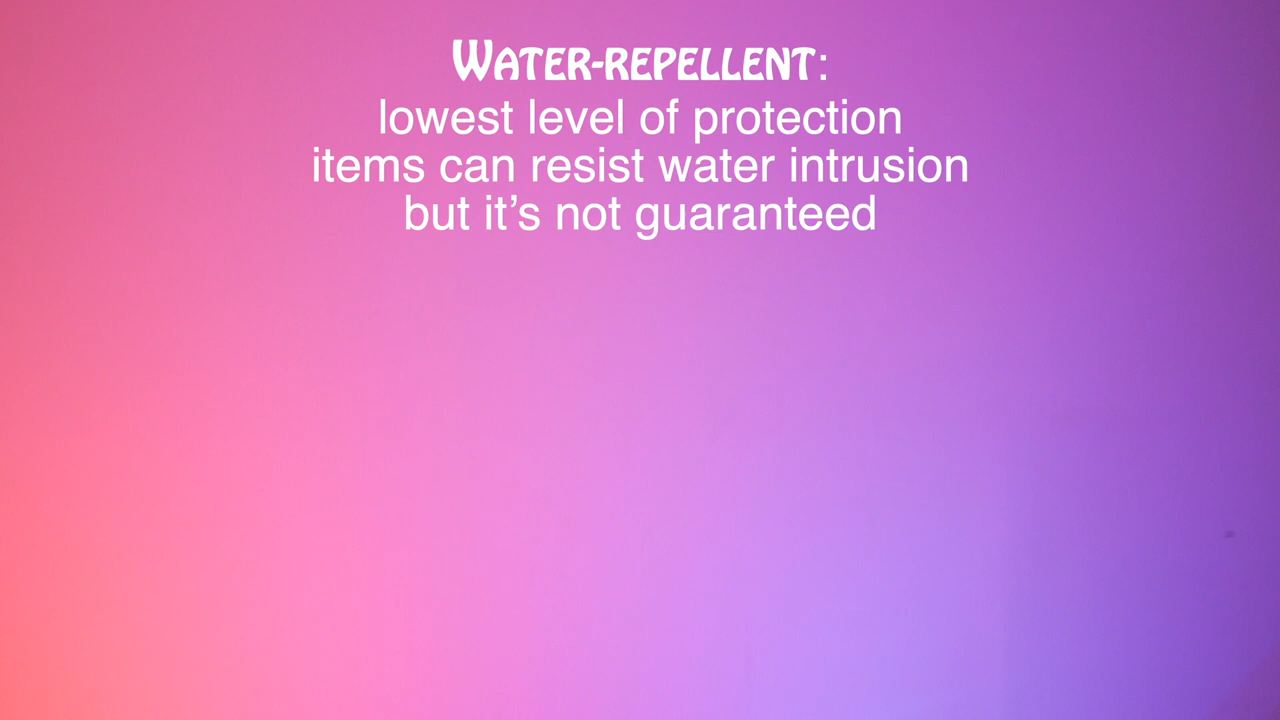 Water-repellent:
lowest level of protection
items can resist water intrusion
but it’s not guaranteed